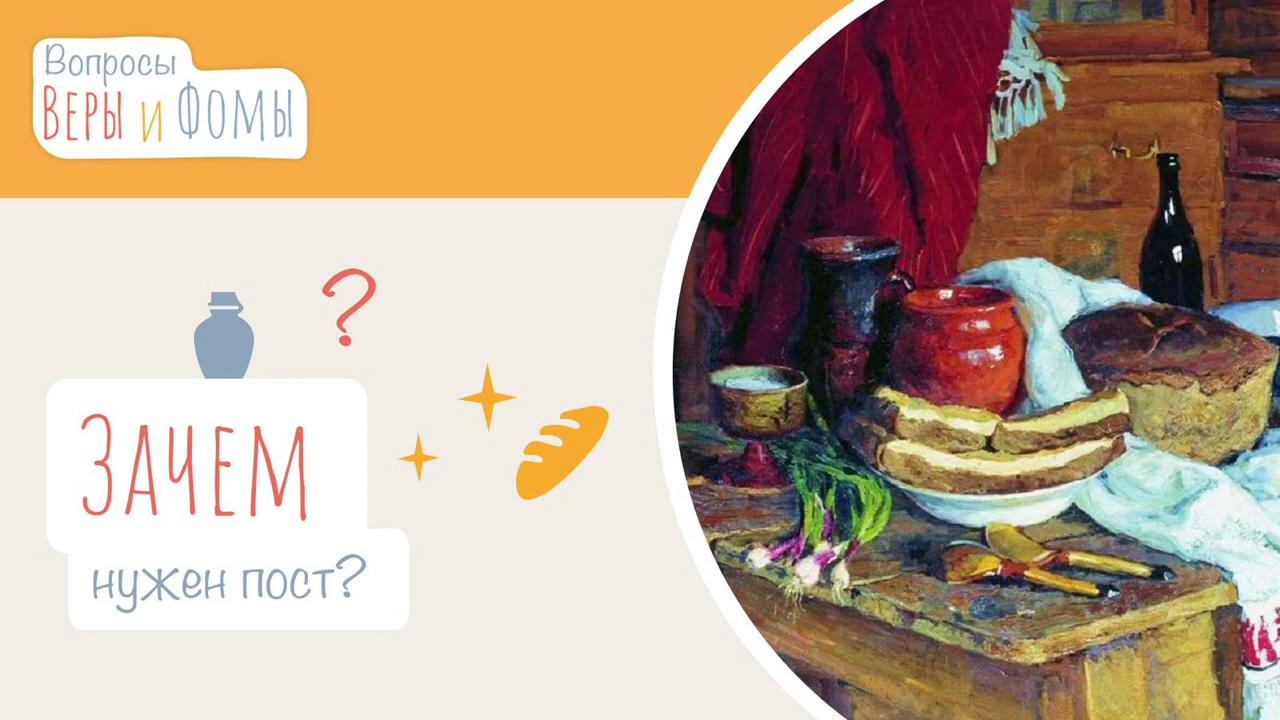 Вопросы
Веры и Фомы
?
Зачем
нужен пост?